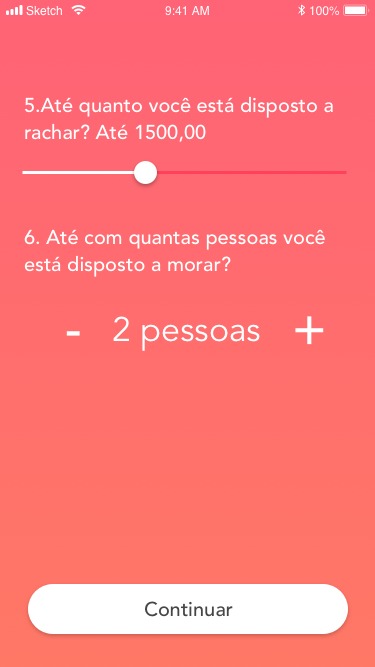 Sketch 9:41 AM 100%
5.Até quanto você está disposto a
rachar? Até 1500,00
6. Até com quantas pessoas você
está disposto a morar?
- 2 pessoas +
Continuar